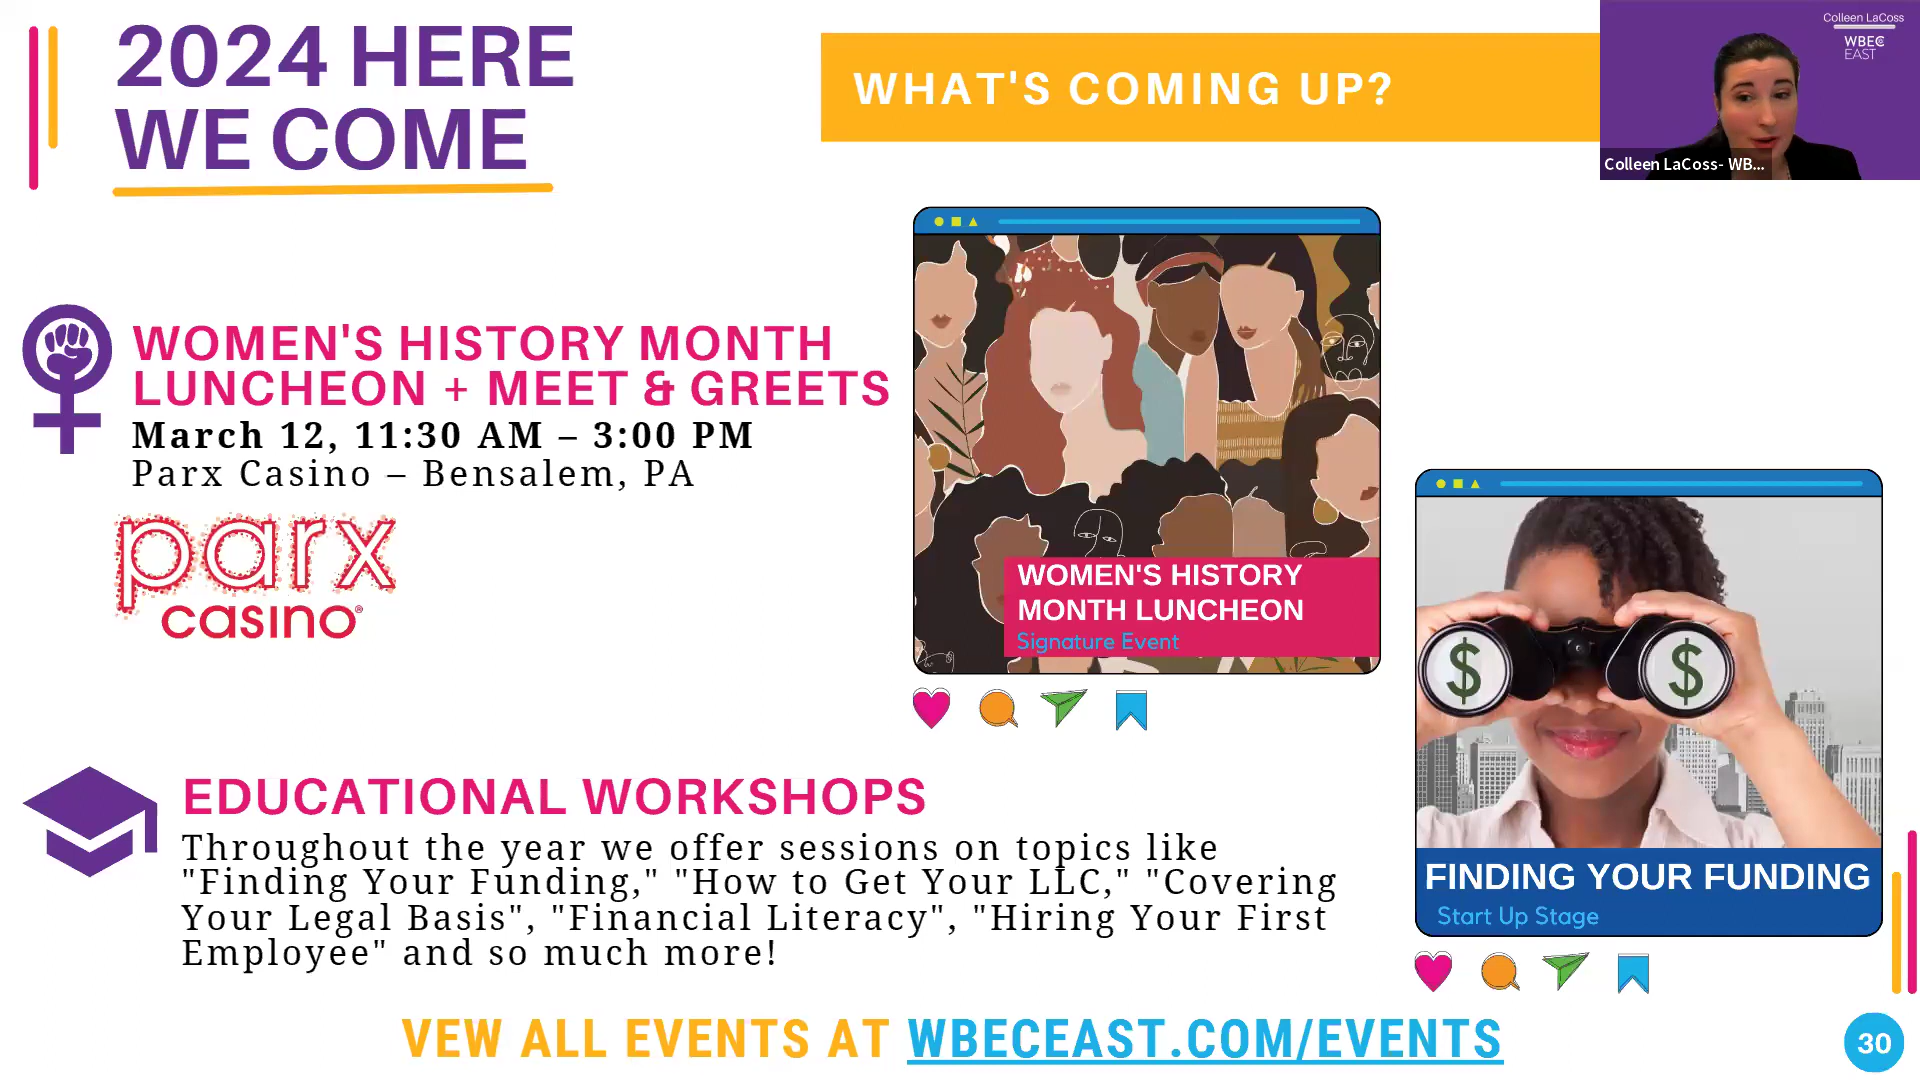 2024 HERE
WE COME
WHAT'S COMING UP?
Colleen LaCoss
WBEC
EAST
Colleen LaCoss- WB...
WOMEN'S HISTORY MONTH
LUNCHEON + MEET & GREETS
March 12, 11:30 AM – 3:00 PM
Parx Casino – Bensalem, PA
parx
casino®
WOMEN'S HISTORY
MONTH LUNCHEON
Signature Event
$ $
FINDING YOUR FUNDING
Start Up Stage
EDUCATIONAL WORKSHOPS
Throughout the year we offer sessions on topics like
"Finding Your Funding," "How to Get Your LLC," "Covering
Your Legal Basis", "Financial Literacy", "Hiring Your First
Employee" and so much more!
VEW ALL EVENTS AT WBECEAST.COM/EVENTS
30